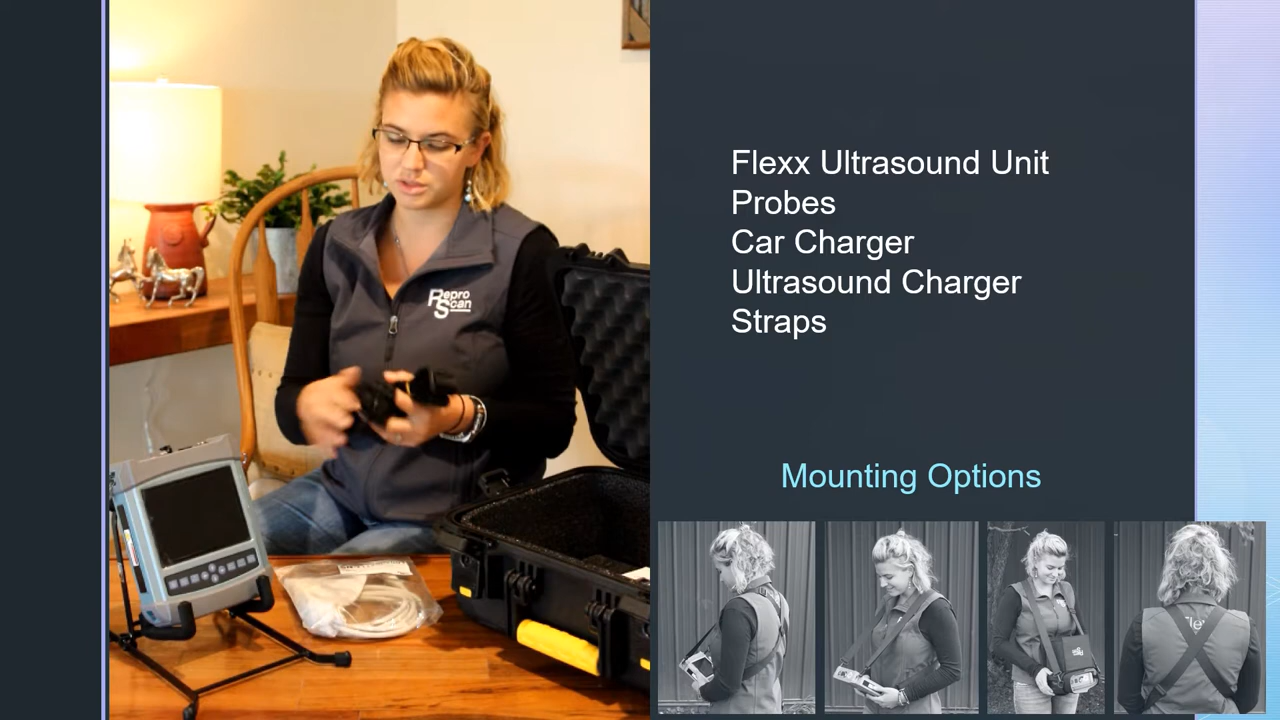 Flexx Ultrasound Unit
Probes
Car Charger
Ultrasound Charger
Straps
Mounting Options
Repro
Scan